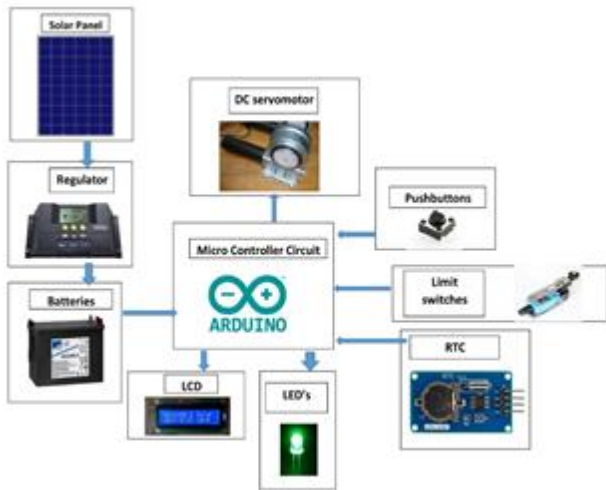 Solar Panel
DC servomotor
Regulator
Pushbuttons
Micro Controller Circuit
Limit
switches
Batteries
ARDUINO
RTC
LCD
LED's